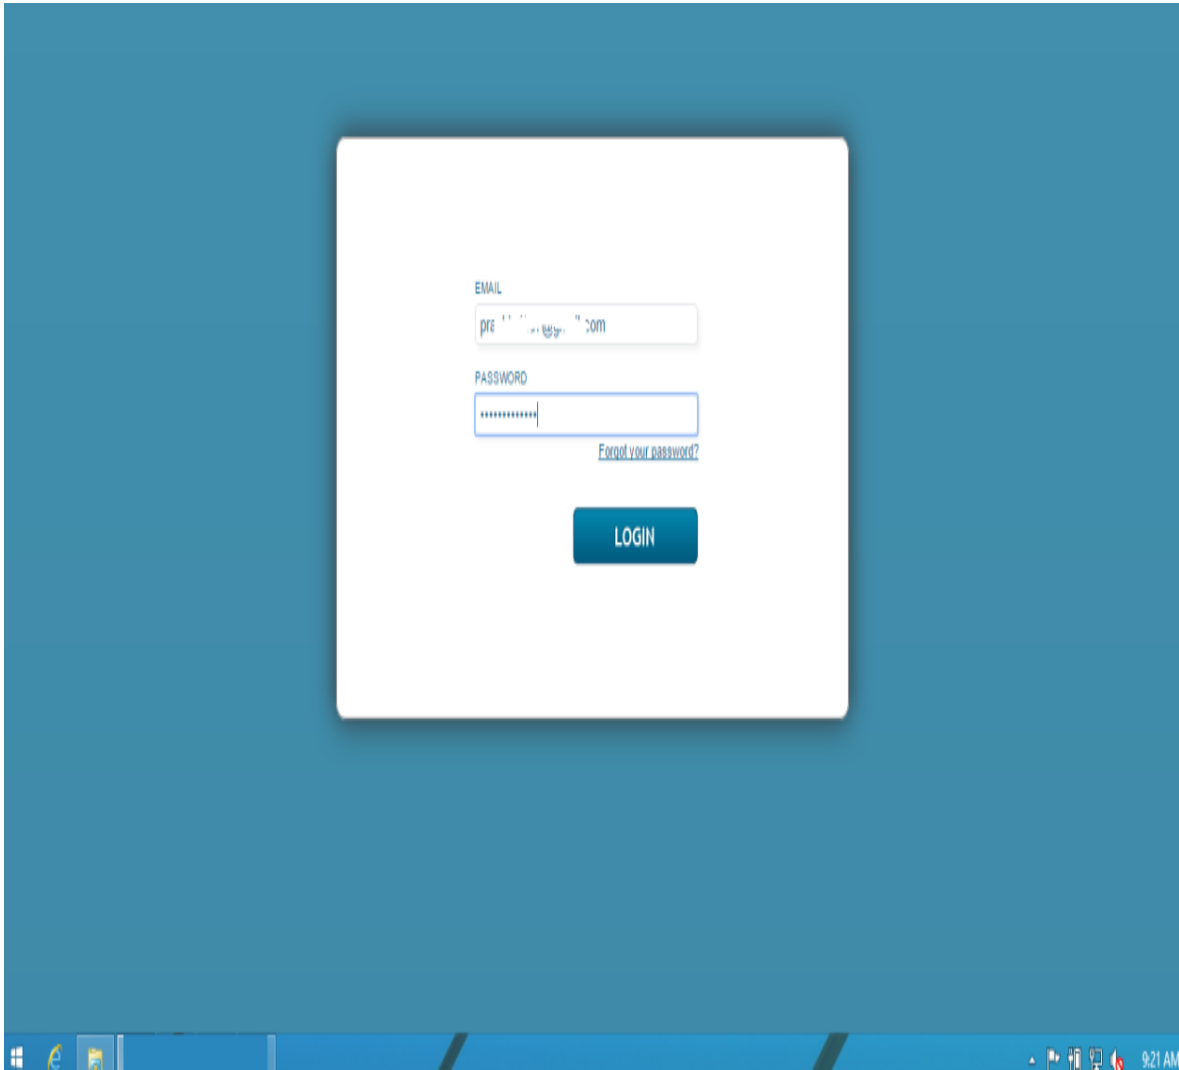 EMAIL
PASSWORD
•••••••••••••
Forgot your password?
LOGIN
9:21 AM